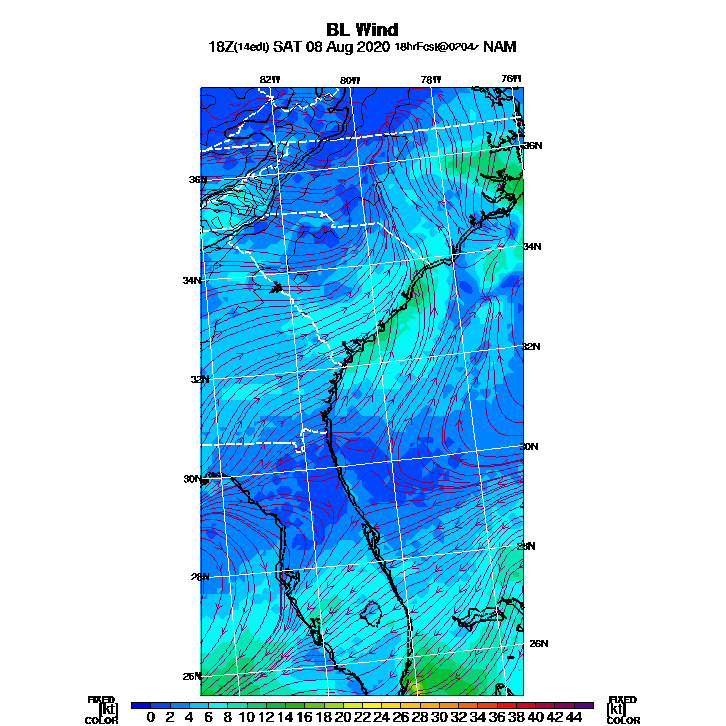 BL Wind
18Z(14edt) SAT 08 Aug 2020 18hrFcst@0204z NAM
82W 80W 78W 76W
36N
36N
34N
34N
32N
32N
30N
30N
28N
28N
26N
26N
FIXED FIXED
[kt] 0 2 4 6 8 10 12 14 16 18 20 22 24 26 28 30 32 34 36 38 40 42 44 [kt]
COLOR COLOR